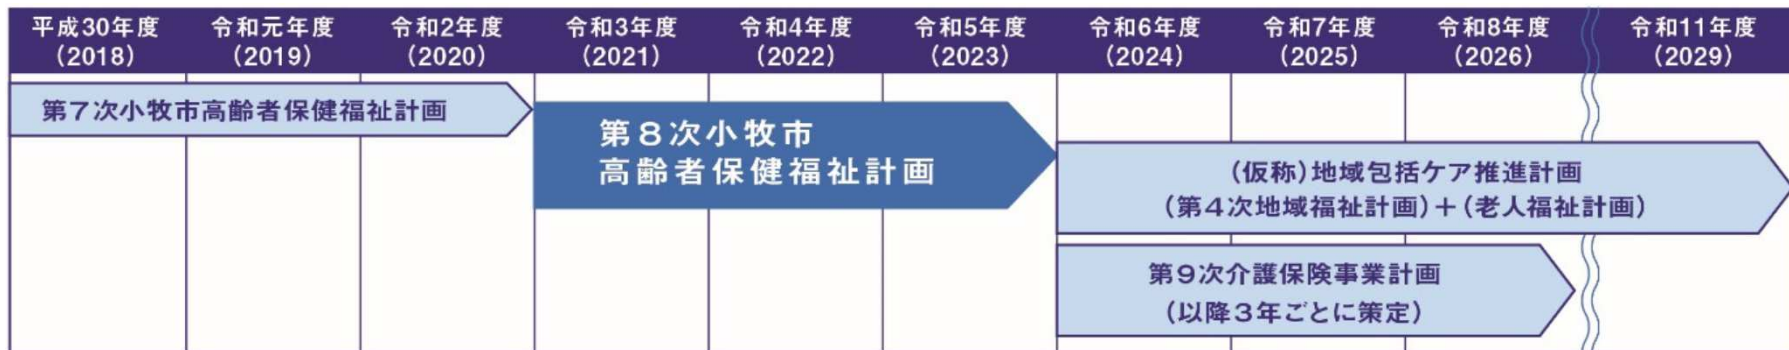 平成30年度 令和元年度 令和2年度 令和3年度 令和4年度 令和5年度 令和6年度 令和7年度 令和8年度 令和11年度
(2018) (2019) (2020) (2021) (2022) (2023) (2024) (2025) (2026) (2029)
第7次小牧市高齢者保健福祉計画
第8次小牧市
高齢者保健福祉計画
(仮称)地域包括ケア推進計画
(第4次地域福祉計画)+(老人福祉計画)
第9次介護保険事業計画
(以降3年ごとに策定)